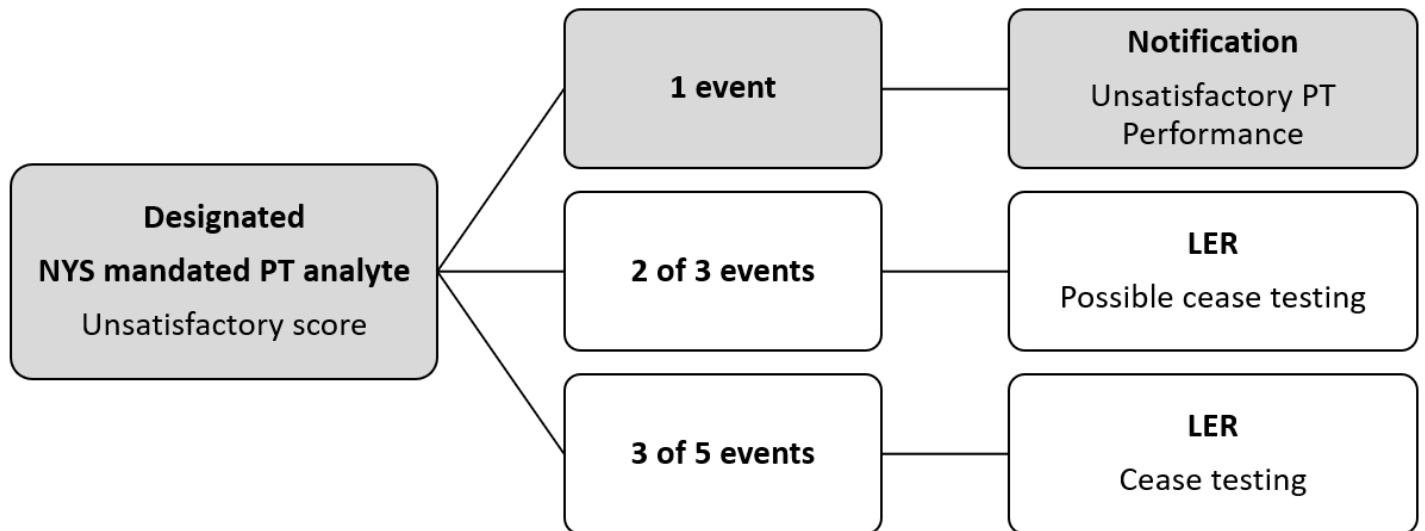 Designated
NYS mandated PT analyte
Unsatisfactory score
1 event
Notification
Unsatisfactory PT
Performance
2 of 3 events
LER
Possible cease testing
3 of 5 events
LER
Cease testing